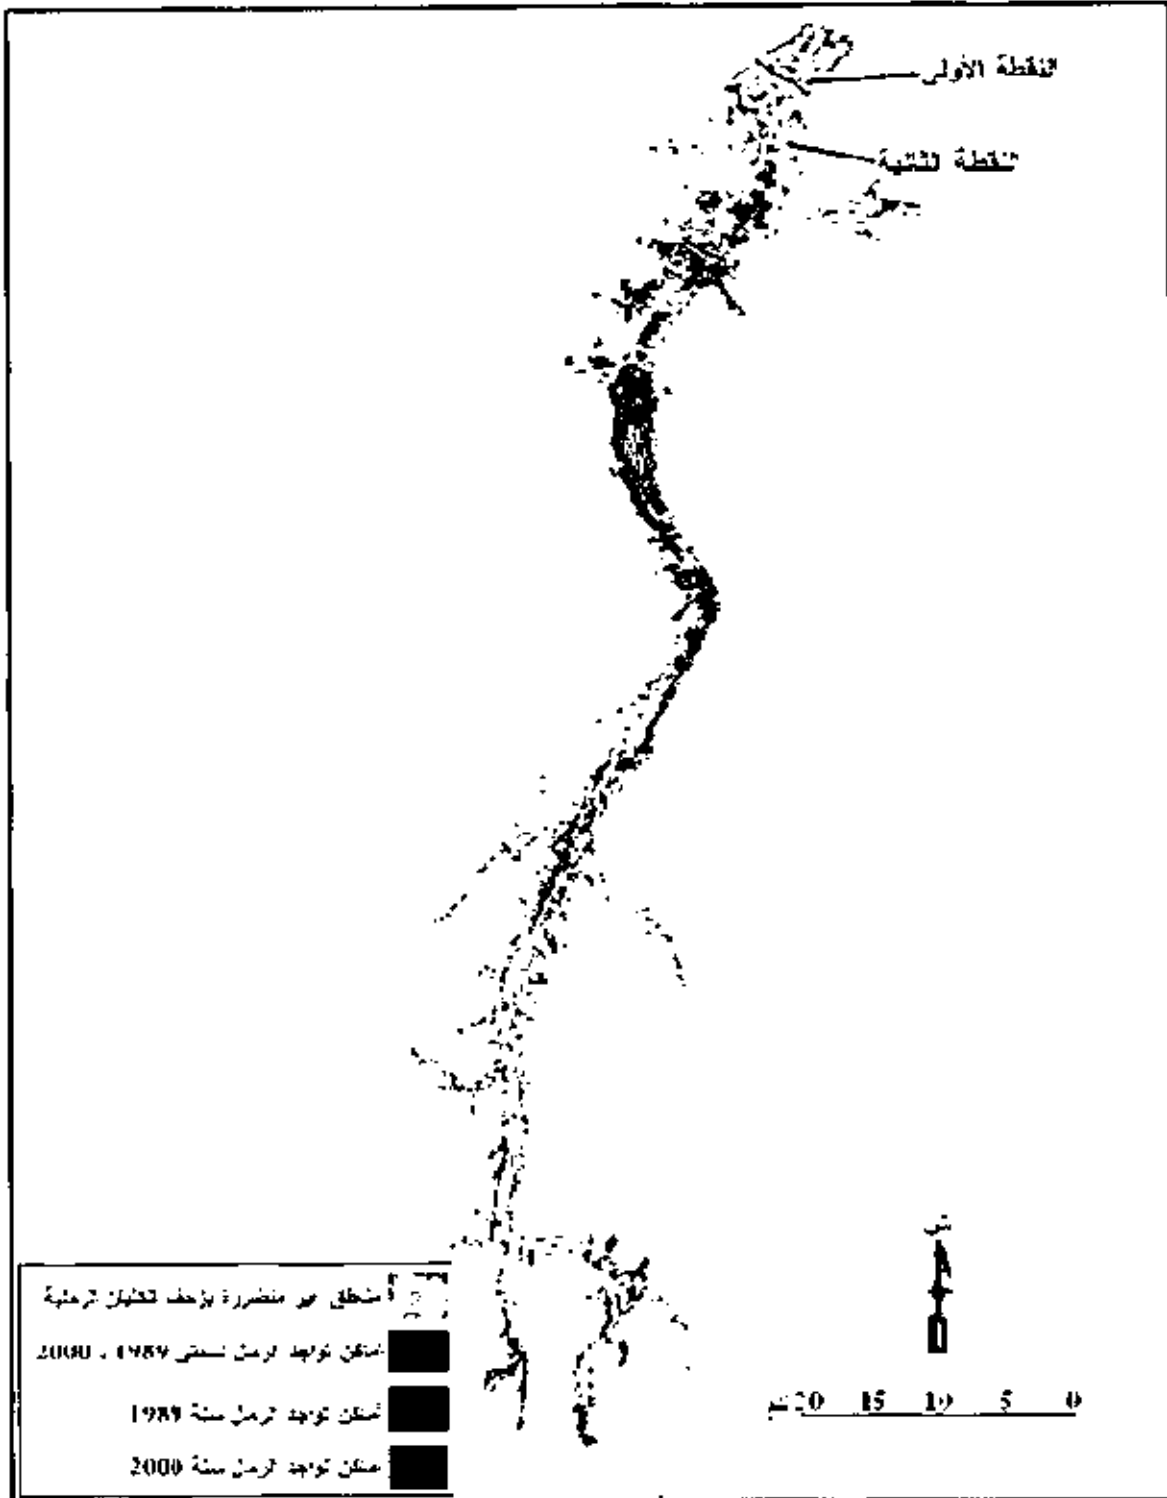 النقطة الأولى
النقطة الثانية
مناطق غير متضررة بزحف الكثبان الرملية
أماكن تواجد الرمل لسنتي 1989 ، 2000
أماكن تواجد الرمل سنة 1989
أماكن تواجد الرمل سنة 2000
20 15 10 5 0